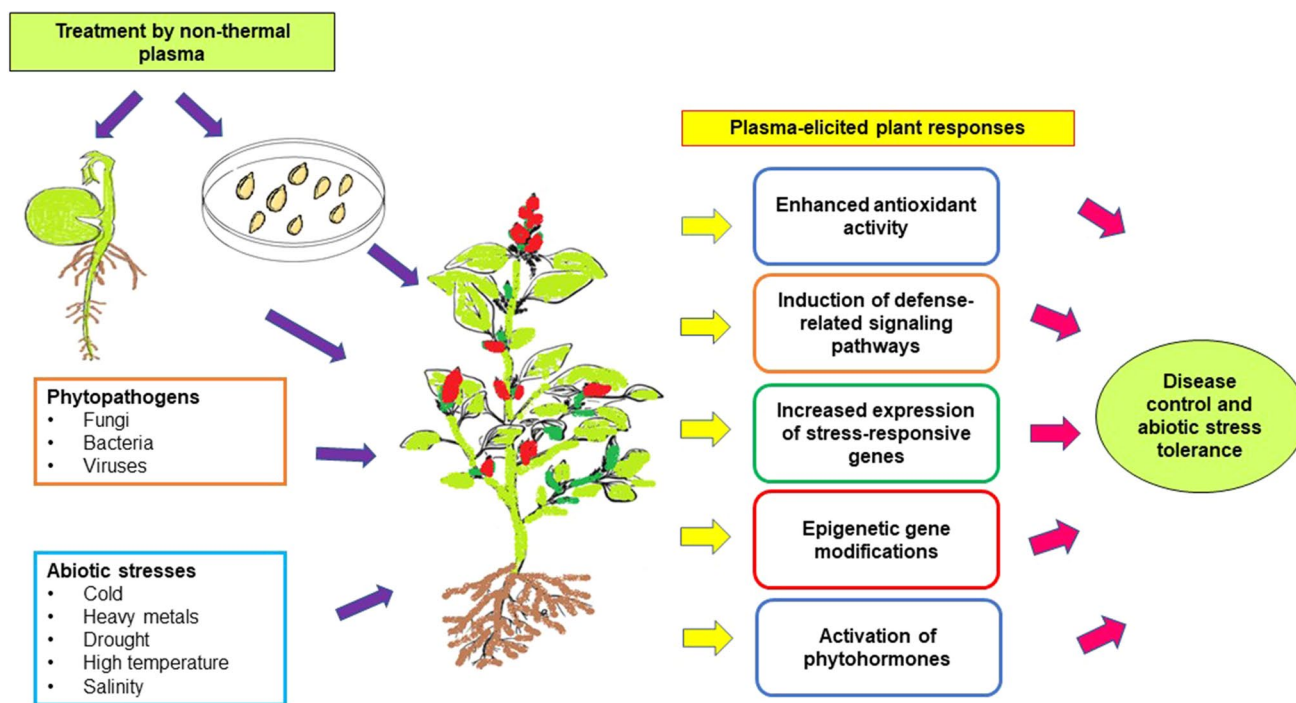 Treatment by non-thermal
plasma
Phytopathogens
• Fungi
• Bacteria
• Viruses
Abiotic stresses
• Cold
• Heavy metals
• Drought
• High temperature
• Salinity
Plasma-elicited plant responses
Enhanced antioxidant
activity
Induction of defense-
related signaling
pathways
Increased expression
of stress-responsive
genes
Epigenetic gene
modifications
Activation of
phytohormones
Disease
control and
abiotic stress
tolerance